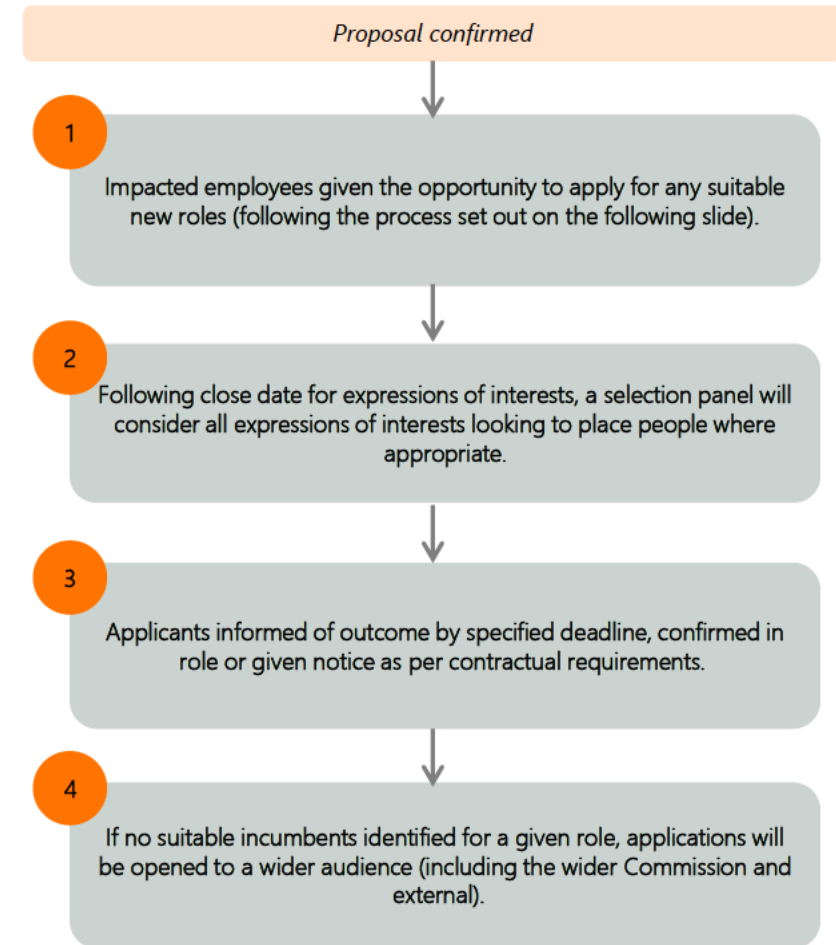 Proposal confirmed
1
Impacted employees given the opportunity to apply for any suitable
new roles (following the process set out on the following slide).
2
Following close date for expressions of interests, a selection panel will
consider all expressions of interests looking to place people where
appropriate.
3
Applicants informed of outcome by specified deadline, confirmed in
role or given notice as per contractual requirements.
4
If no suitable incumbents identified for a given role, applications will
be opened to a wider audience (including the wider Commission and
external).